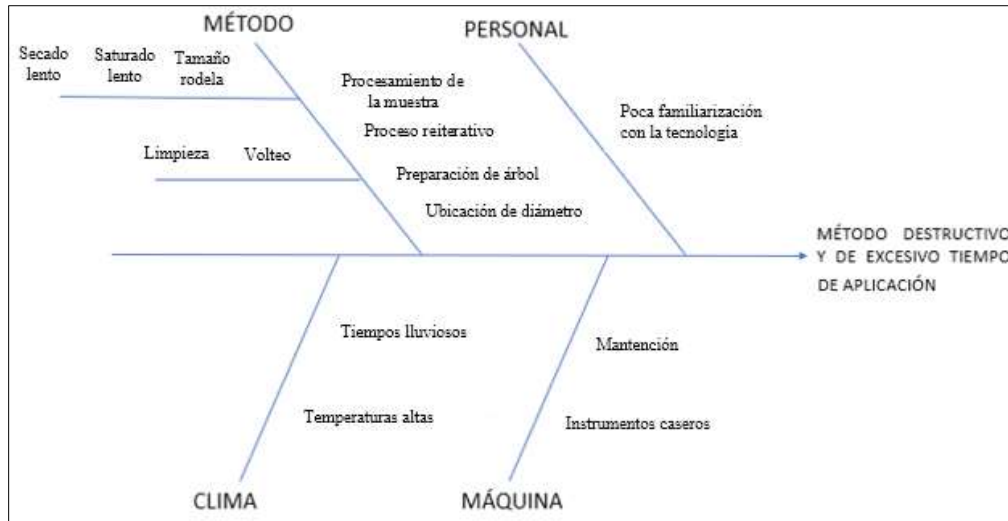 MÉTODO
PERSONAL
Secado
lento
Saturado
lento
Tamaño
rodela
Procesamiento de
la muestra
Proceso reiterativo
Poca familiarización
con la tecnologia
Limpieza
Volteo
Preparación de árbol
Ubicación de diámetro
MÉTODO DESTRUCTIVO
Y DE EXCESIVO TIEMPO
DE APLICACIÓN
Tiempos lluviosos
Mantención
Temperaturas altas
Instrumentos caseros
CLIMA
MÁQUINA